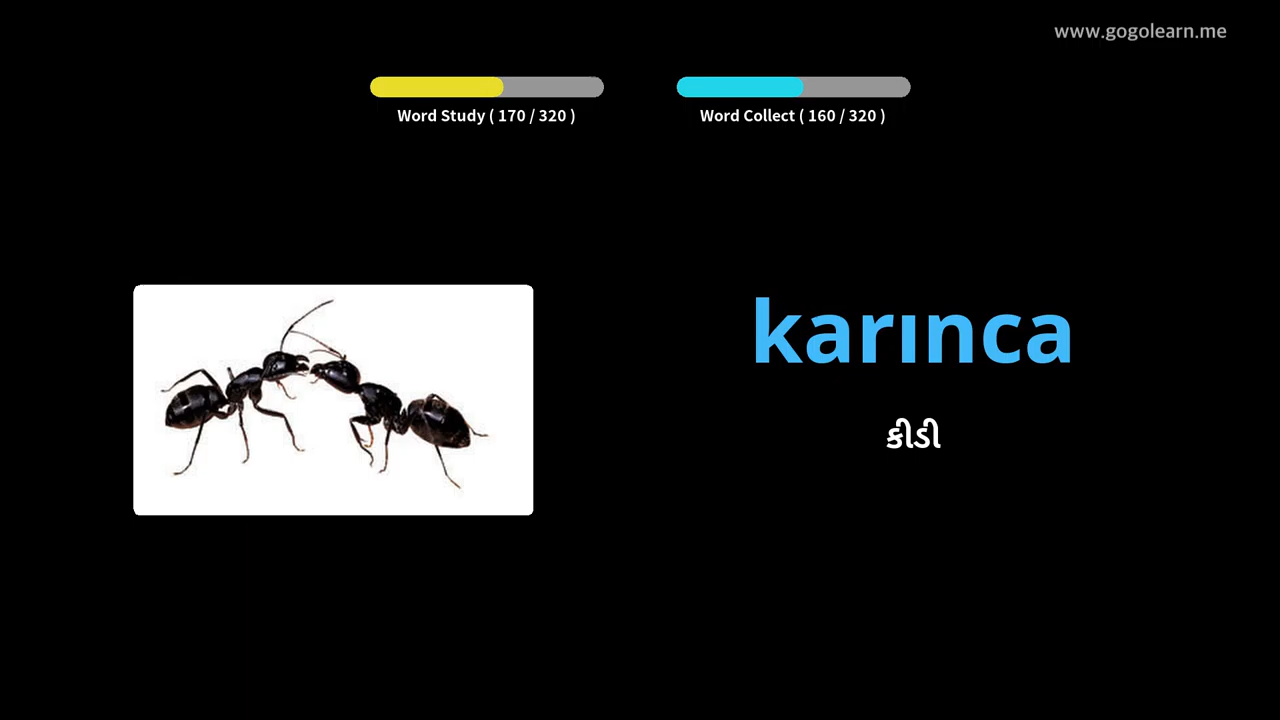 www.gogolearn.me
Word Study ( 170 / 320 )
Word Collect ( 160 / 320 )
karınca
કીડી